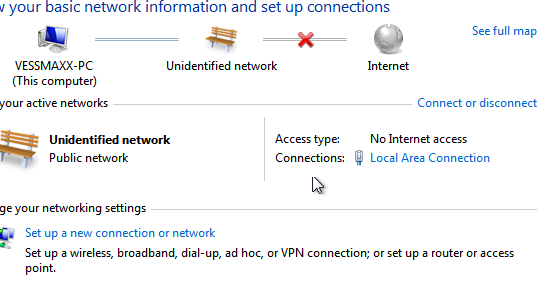 w your basic network information and set up connections
See full map
VESSMAXX-PC
(This computer)
Unidentified network
Internet
your active networks
Connect or disconnect
Unidentified network
Public network
Access type: No Internet access
Connections: Local Area Connection
ge your networking settings
Set up a new connection or network
Set up a wireless, broadband, dial-up, ad hoc, or VPN connection; or set up a router or access
point.